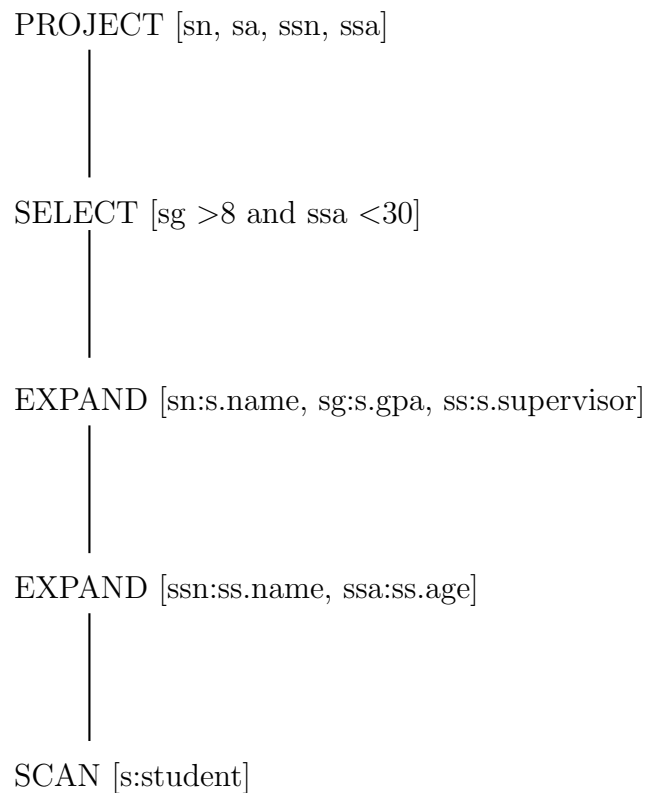 PROJECT [sn, sa, ssn, ssa]
SELECT [sg >8 and ssa <30]
EXPAND [sn:s.name, sg:s.gpa, ss:s.supervisor]
EXPAND [ssn:ss.name, ssa:ss.age]
SCAN [s:student]